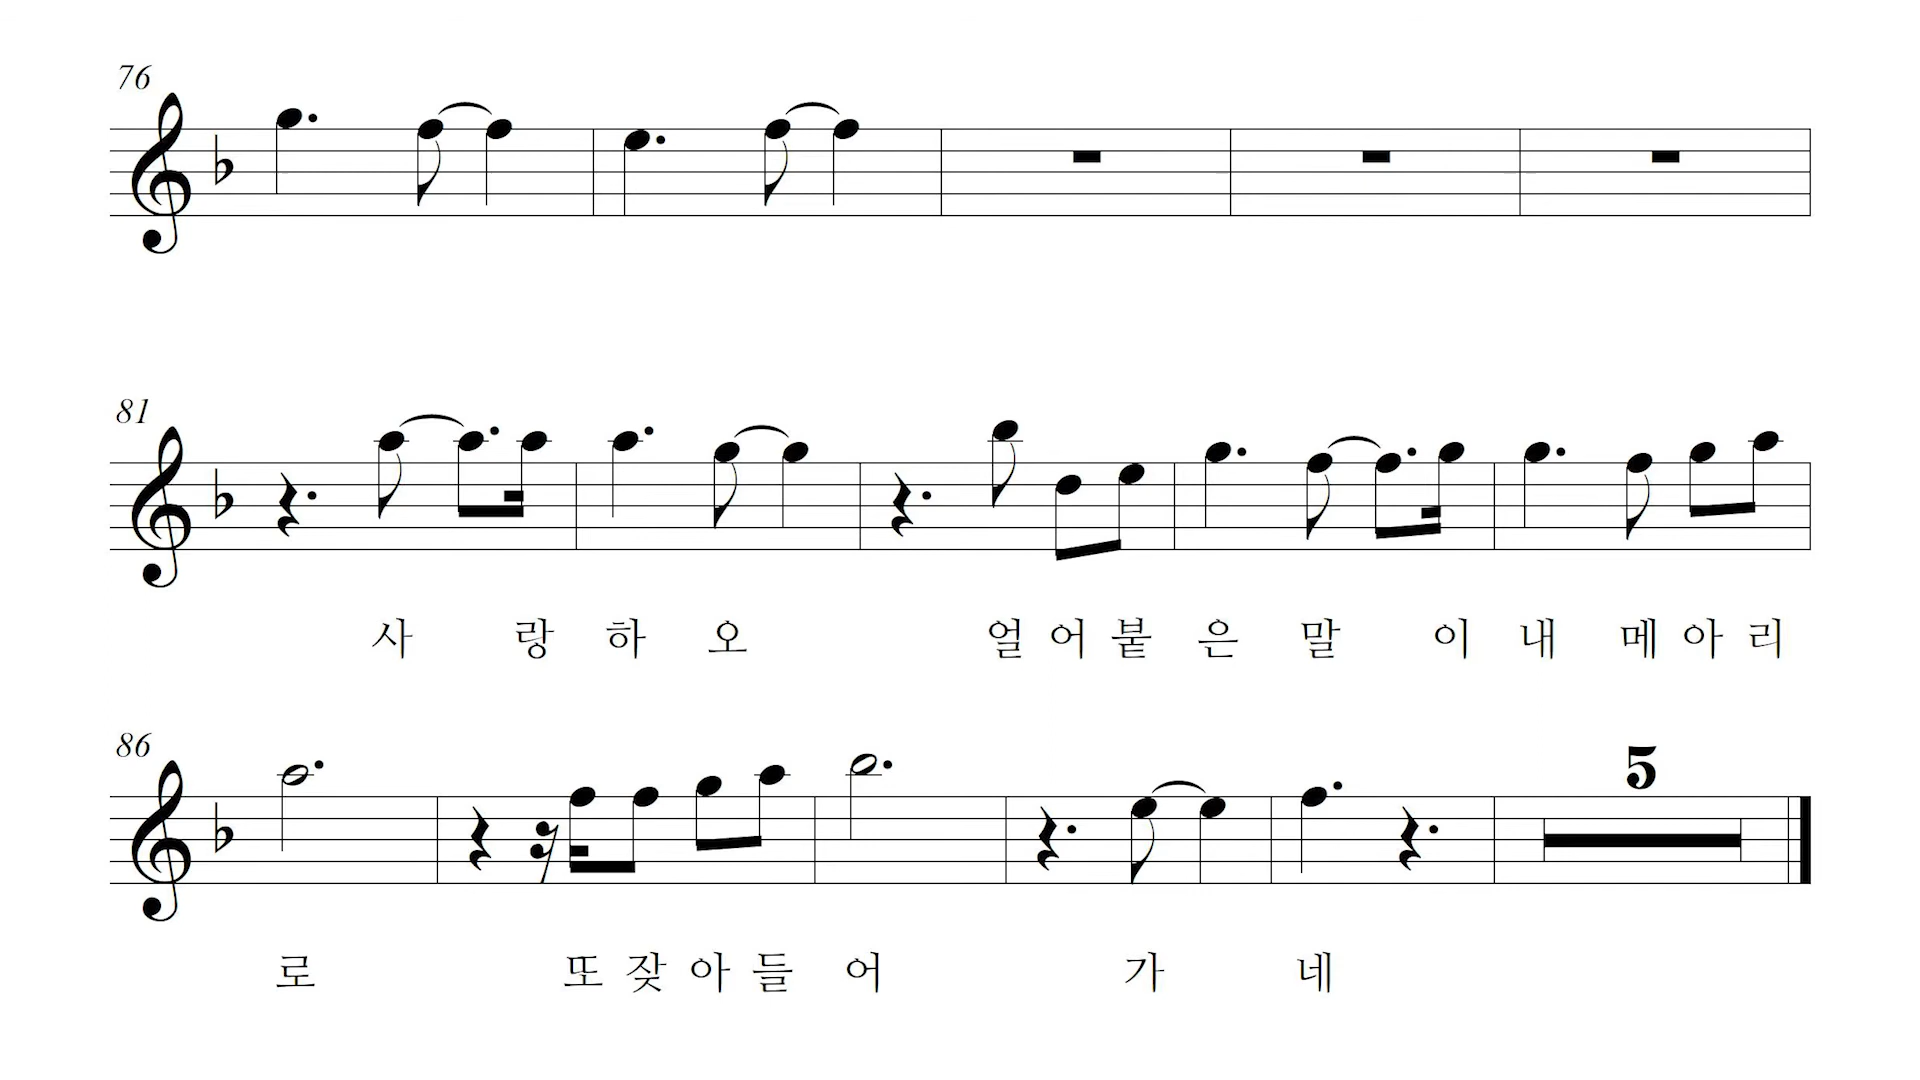 76
81
사 랑 하 오 얼 어 붙 은 말 이 내 메 아 리
86
5
로 또 잦 아 들 어 가 네